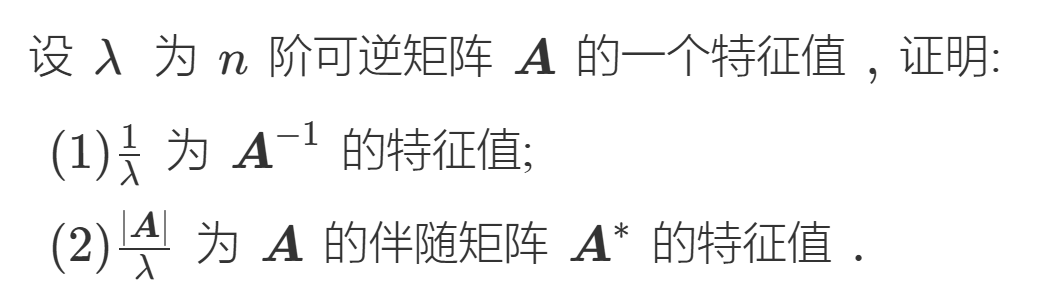 设 λ 为 n 阶可逆矩阵 A 的一个特征值 , 证明:
(1) 1/λ 为 A⁻¹ 的特征值;
(2) |A|/λ 为 A 的伴随矩阵 A* 的特征值 .